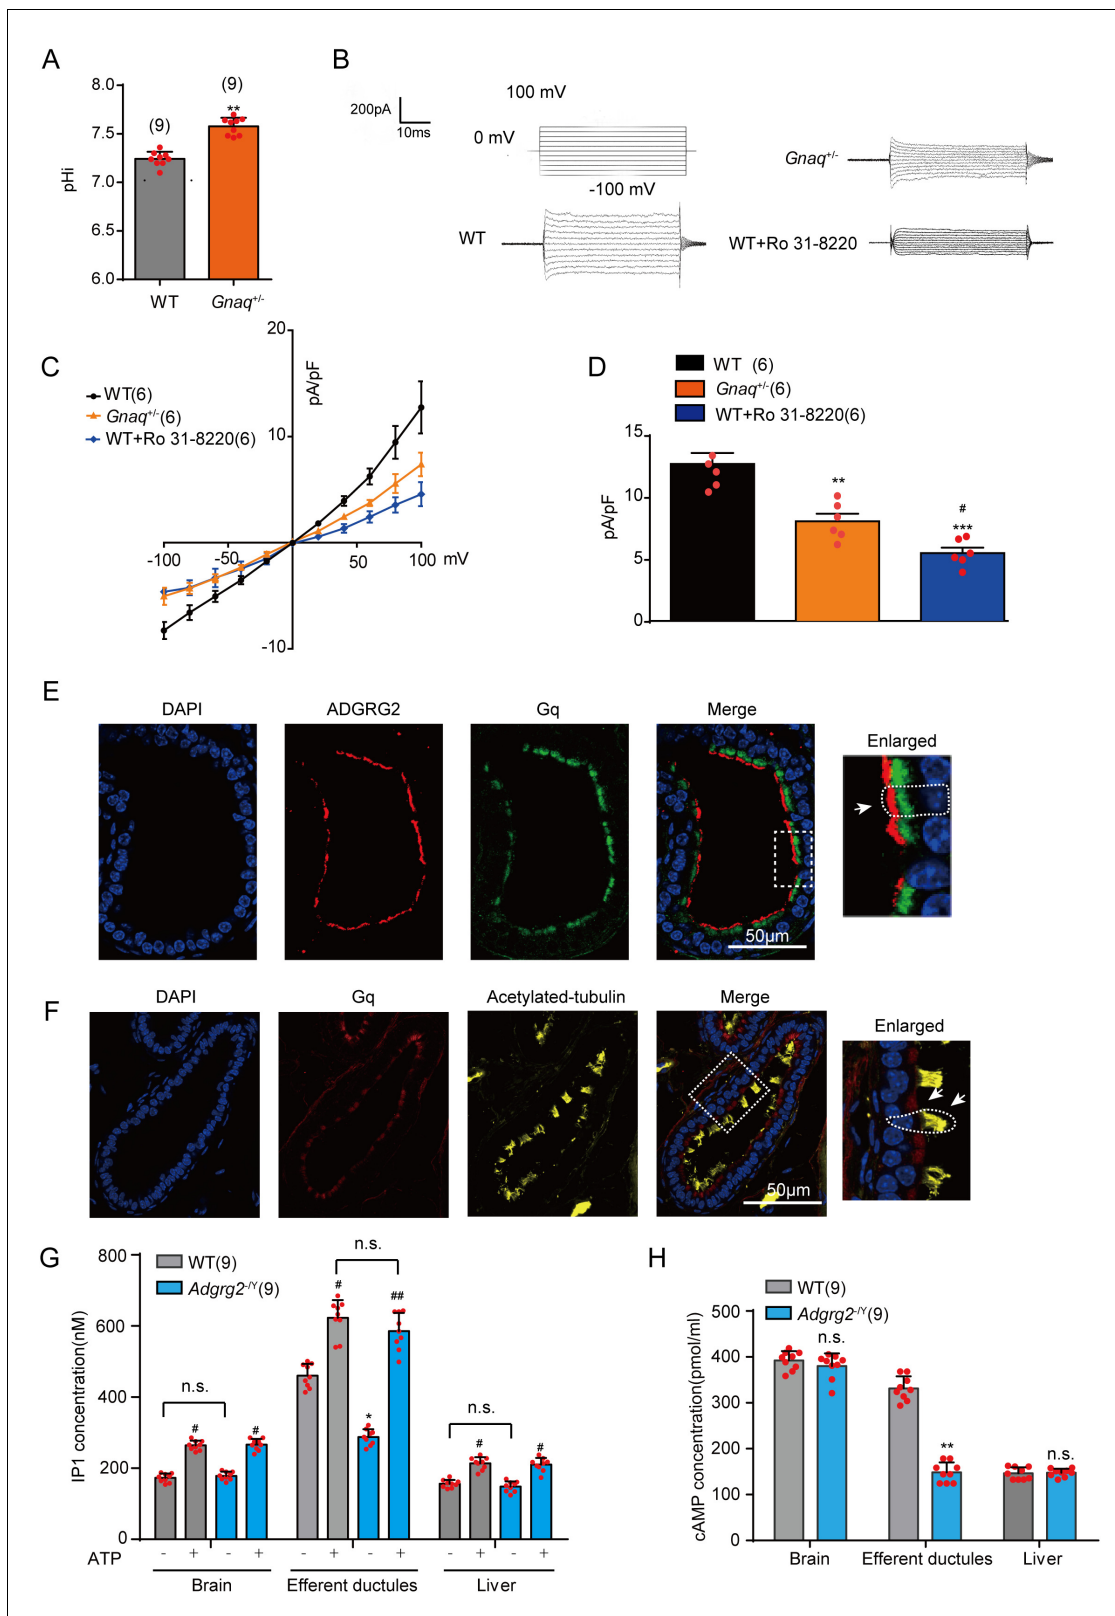 A
8.0
7.5
7.0
6.5
6.0
pHi
(9)
(9)
**
WT
Gnaq+/-
B
200pA
10ms
100 mV
0 mV
-100 mV
WT
Gnaq+/-
WT+Ro 31-8220
C
WT(6)
Gnaq+/-(6)
WT+Ro 31-8220(6)
20
10
-10
pA/pF
-100
-50
50
100
mV
D
WT (6)
Gnaq+/-(6)
WT+Ro 31-8220(6)
15
10
5
0
pA/pF
**
#
***
E
DAPI
ADGRG2
Gq
Merge
Enlarged
50µm
F
DAPI
Gq
Acetylated-tubulin
Merge
Enlarged
50µm
G
WT(9)
Adgrg2-/Y(9)
800
600
400
200
0
IP1 concentration(nM)
n.s.
#
#
n.s.
#
*
##
n.s.
#
#
ATP
- + - + - + - + - + - +
Brain
Efferent ductules
Liver
H
WT(9)
Adgrg2-/Y(9)
500
400
300
200
100
0
cAMP concentration(pmol/ml)
n.s.
**
n.s.
Brain
Efferent ductules
Liver